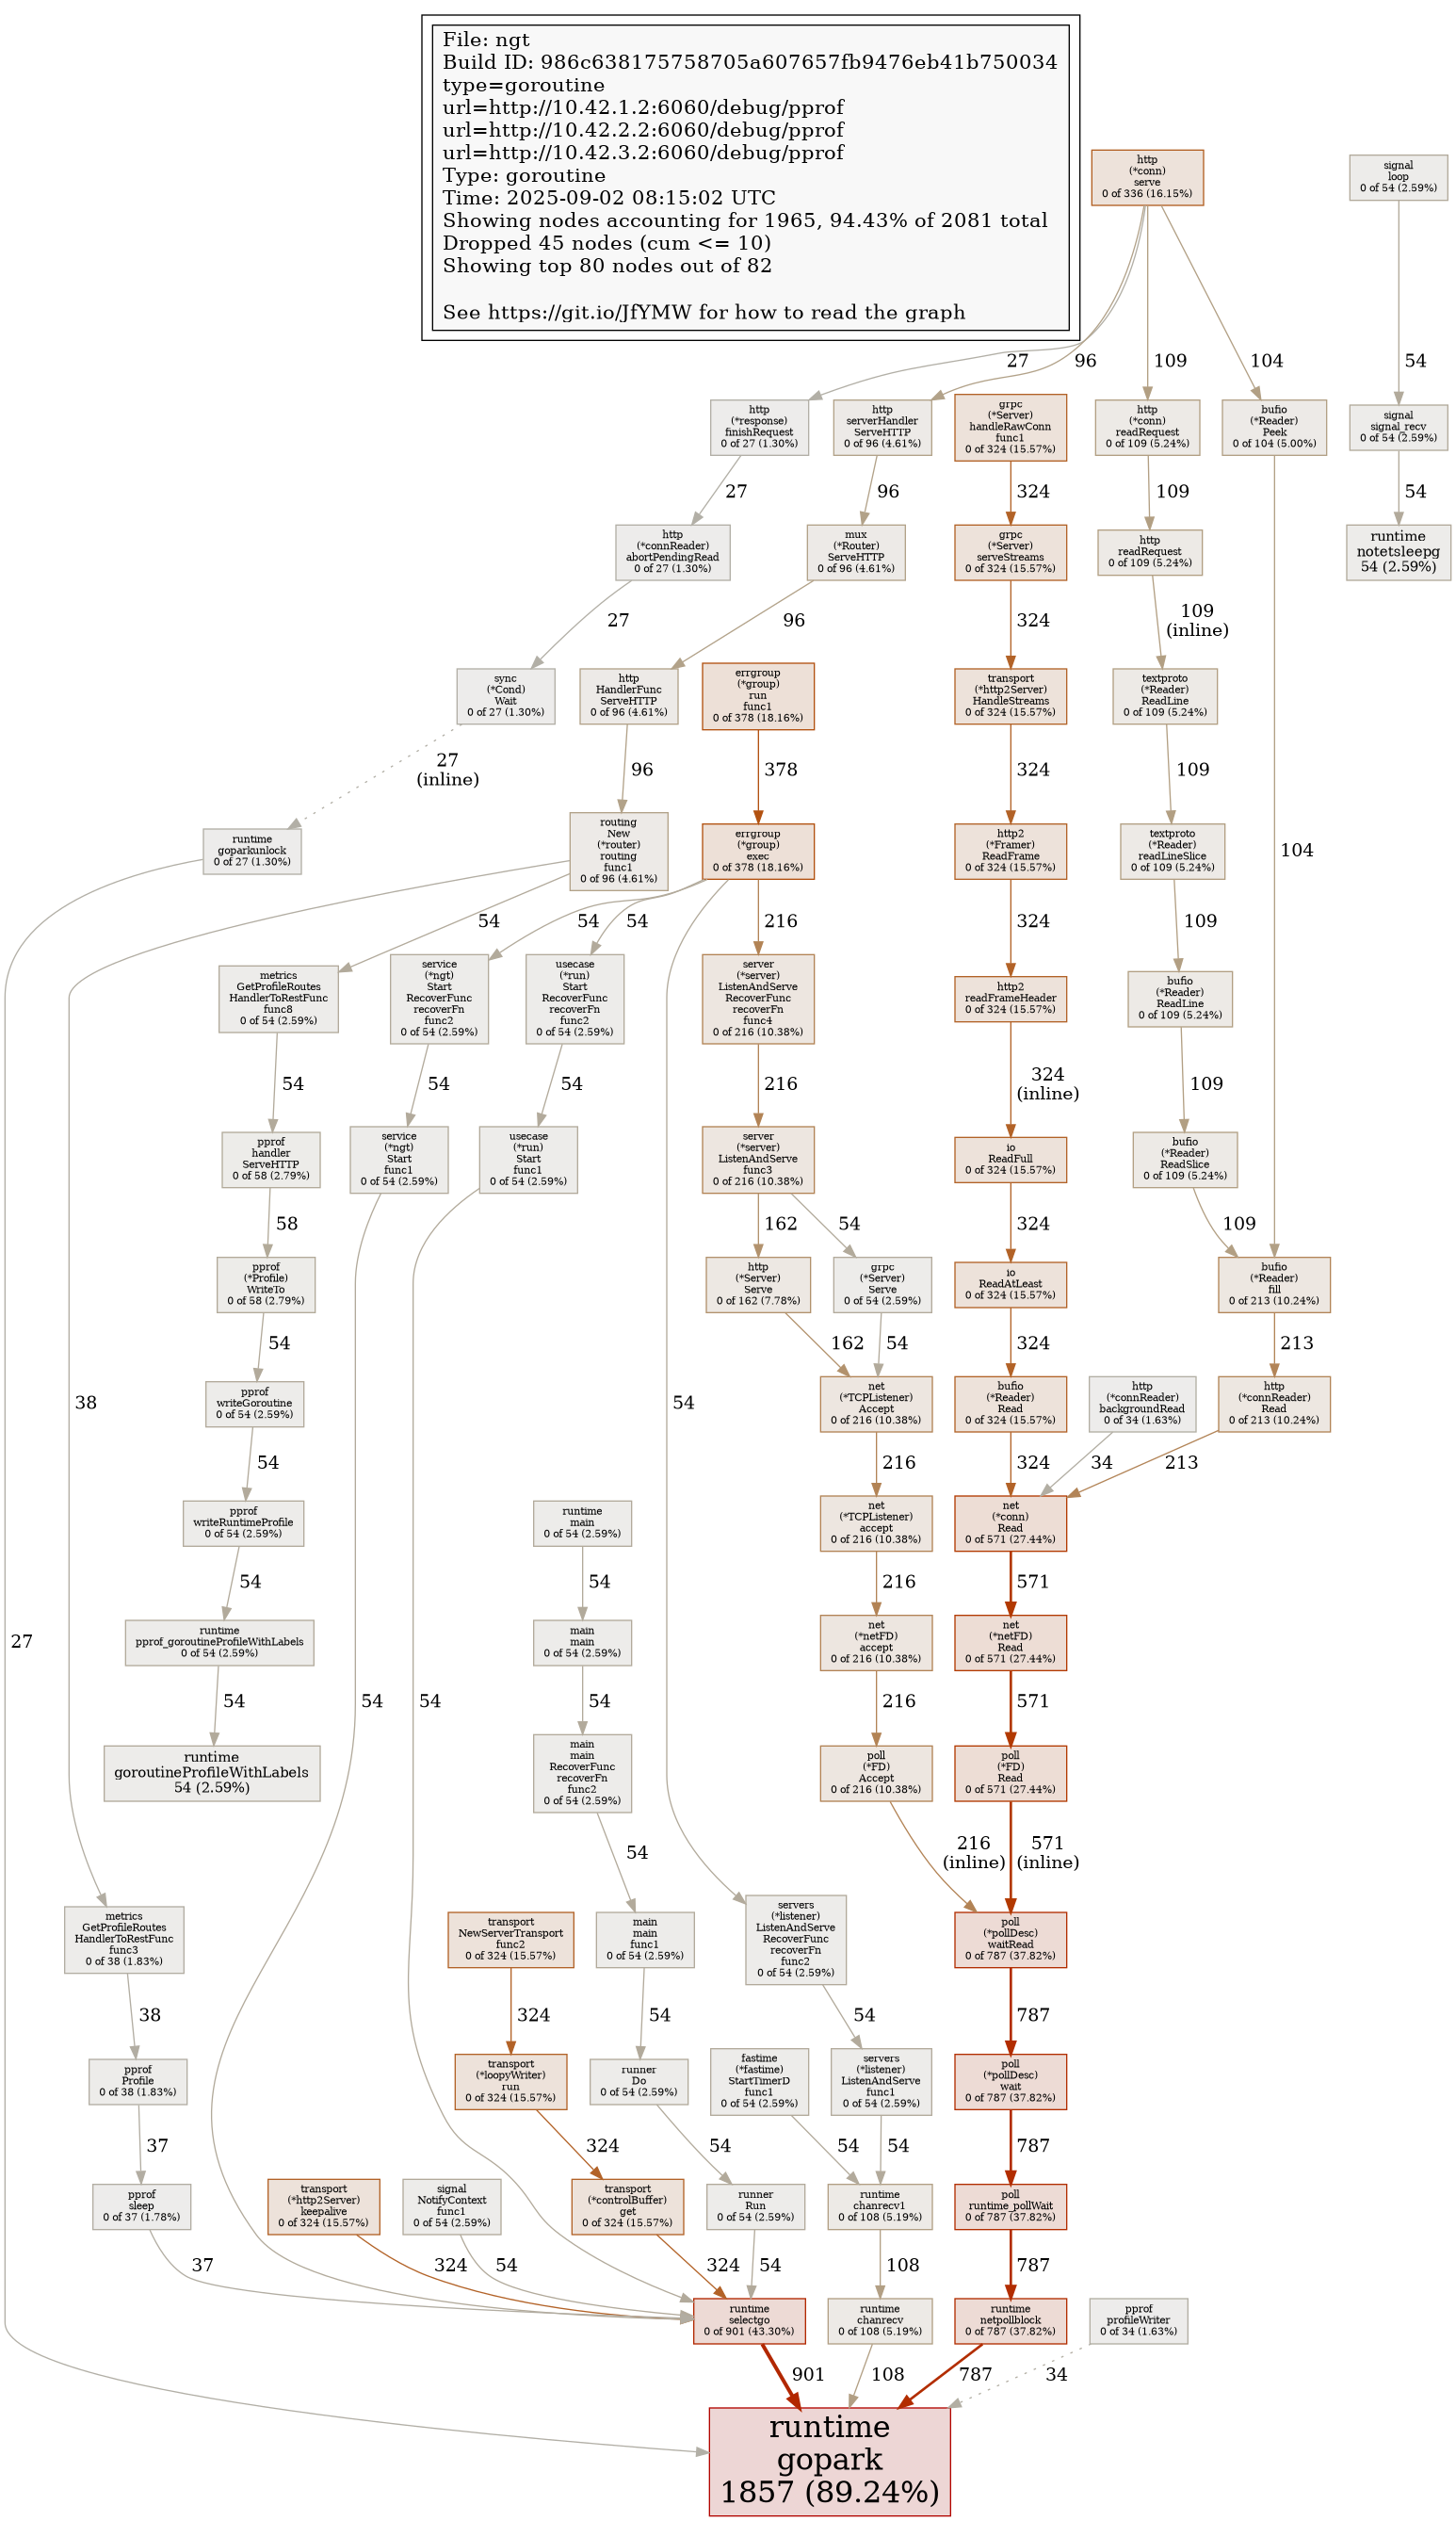 File: ngt
Build ID: 986c638175758705a607657fb9476eb41b750034
type=goroutine
url=http://10.42.1.2:6060/debug/pprof
url=http://10.42.2.2:6060/debug/pprof
url=http://10.42.3.2:6060/debug/pprof
Type: goroutine
Time: 2025-09-02 08:15:02 UTC
Showing nodes accounting for 1965, 94.43% of 2081 total
Dropped 45 nodes (cum <= 10)
Showing top 80 nodes out of 82
See https://git.io/JfYMW for how to read the graph
http
(*conn)
serve
0 of 336 (16.15%)
signal
loop
0 of 54 (2.59%)
27
96
109
104
54
http
(*response)
finishRequest
0 of 27 (1.30%)
http
serverHandler
ServeHTTP
0 of 96 (4.61%)
grpc
(*Server)
handleRawConn
func1
0 of 324 (15.57%)
http
(*conn)
readRequest
0 of 109 (5.24%)
bufio
(*Reader)
Peek
0 of 104 (5.00%)
signal
signal_recv
0 of 54 (2.59%)
27
96
324
109
54
http
(*connReader)
abortPendingRead
0 of 27 (1.30%)
mux
(*Router)
ServeHTTP
0 of 96 (4.61%)
grpc
(*Server)
serveStreams
0 of 324 (15.57%)
http
readRequest
0 of 109 (5.24%)
runtime
notetsleepg
54 (2.59%)
27
96
324
109
(inline)
sync
(*Cond)
Wait
0 of 27 (1.30%)
http
HandlerFunc
ServeHTTP
0 of 96 (4.61%)
errgroup
(*group)
run
func1
0 of 378 (18.16%)
transport
(*http2Server)
HandleStreams
0 of 324 (15.57%)
textproto
(*Reader)
ReadLine
0 of 109 (5.24%)
27
(inline)
96
378
324
109
runtime
goparkunlock
0 of 27 (1.30%)
routing
New
(*router)
routing
func1
0 of 96 (4.61%)
errgroup
(*group)
exec
0 of 378 (18.16%)
http2
(*Framer)
ReadFrame
0 of 324 (15.57%)
textproto
(*Reader)
readLineSlice
0 of 109 (5.24%)
104
54
54
54
216
324
109
metrics
GetProfileRoutes
HandlerToRestFunc
func8
0 of 54 (2.59%)
service
(*ngt)
Start
RecoverFunc
recoverFn
func2
0 of 54 (2.59%)
usecase
(*run)
Start
RecoverFunc
recoverFn
func2
0 of 54 (2.59%)
server
(*server)
ListenAndServe
RecoverFunc
recoverFn
func4
0 of 216 (10.38%)
http2
readFrameHeader
0 of 324 (15.57%)
bufio
(*Reader)
ReadLine
0 of 109 (5.24%)
54
54
54
216
324
(inline)
109
pprof
handler
ServeHTTP
0 of 58 (2.79%)
service
(*ngt)
Start
func1
0 of 54 (2.59%)
usecase
(*run)
Start
func1
0 of 54 (2.59%)
server
(*server)
ListenAndServe
func3
0 of 216 (10.38%)
io
ReadFull
0 of 324 (15.57%)
bufio
(*Reader)
ReadSlice
0 of 109 (5.24%)
58
162
54
324
109
pprof
(*Profile)
WriteTo
0 of 58 (2.79%)
http
(*Server)
Serve
0 of 162 (7.78%)
grpc
(*Server)
Serve
0 of 54 (2.59%)
io
ReadAtLeast
0 of 324 (15.57%)
bufio
(*Reader)
fill
0 of 213 (10.24%)
54
162
54
324
213
pprof
writeGoroutine
0 of 54 (2.59%)
38
54
net
(*TCPListener)
Accept
0 of 216 (10.38%)
bufio
(*Reader)
Read
0 of 324 (15.57%)
http
(*connReader)
backgroundRead
0 of 34 (1.63%)
http
(*connReader)
Read
0 of 213 (10.24%)
54
216
324
34
213
pprof
writeRuntimeProfile
0 of 54 (2.59%)
runtime
main
0 of 54 (2.59%)
net
(*TCPListener)
accept
0 of 216 (10.38%)
net
(*conn)
Read
0 of 571 (27.44%)
54
54
216
571
27
runtime
pprof_goroutineProfileWithLabels
0 of 54 (2.59%)
main
main
0 of 54 (2.59%)
net
(*netFD)
accept
0 of 216 (10.38%)
net
(*netFD)
Read
0 of 571 (27.44%)
54
54
54
54
216
571
runtime
goroutineProfileWithLabels
54 (2.59%)
main
main
RecoverFunc
recoverFn
func2
0 of 54 (2.59%)
poll
(*FD)
Accept
0 of 216 (10.38%)
poll
(*FD)
Read
0 of 571 (27.44%)
54
216
(inline)
571
(inline)
metrics
GetProfileRoutes
HandlerToRestFunc
func3
0 of 38 (1.83%)
transport
NewServerTransport
func2
0 of 324 (15.57%)
main
main
func1
0 of 54 (2.59%)
servers
(*listener)
ListenAndServe
RecoverFunc
recoverFn
func2
0 of 54 (2.59%)
poll
(*pollDesc)
waitRead
0 of 787 (37.82%)
38
324
54
54
787
pprof
Profile
0 of 38 (1.83%)
transport
(*loopyWriter)
run
0 of 324 (15.57%)
runner
Do
0 of 54 (2.59%)
fastime
(*fastime)
StartTimerD
func1
0 of 54 (2.59%)
servers
(*listener)
ListenAndServe
func1
0 of 54 (2.59%)
poll
(*pollDesc)
wait
0 of 787 (37.82%)
37
324
54
54
54
787
pprof
sleep
0 of 37 (1.78%)
transport
(*http2Server)
keepalive
0 of 324 (15.57%)
signal
NotifyContext
func1
0 of 54 (2.59%)
transport
(*controlBuffer)
get
0 of 324 (15.57%)
runner
Run
0 of 54 (2.59%)
runtime
chanrecv1
0 of 108 (5.19%)
poll
runtime_pollWait
0 of 787 (37.82%)
37
324
54
324
54
108
787
runtime
selectgo
0 of 901 (43.30%)
runtime
chanrecv
0 of 108 (5.19%)
runtime
netpollblock
0 of 787 (37.82%)
pprof
profileWriter
0 of 34 (1.63%)
901
108
787
34
runtime
gopark
1857 (89.24%)